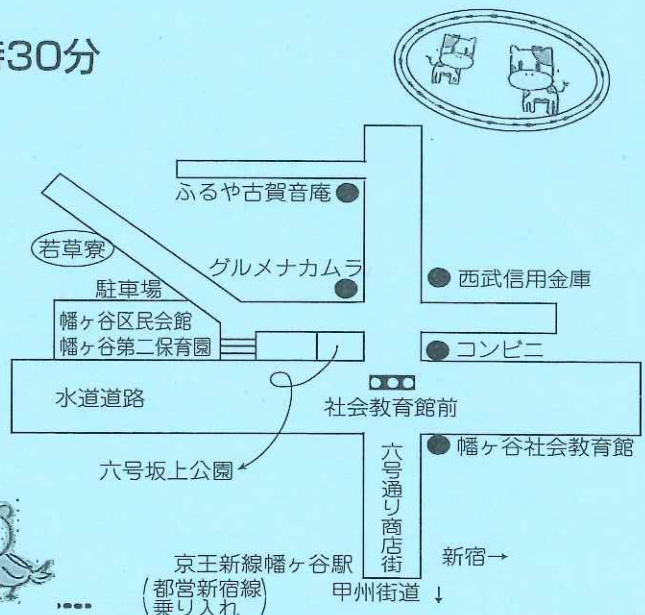 時30分
ふるや古賀音庵
若草寮
グルメナカムラ
西武信用金庫
駐車場
幡ヶ谷区民会館
幡ヶ谷第二保育園
コンビニ
水道道路
社会教育館前
六号坂上公園
幡ヶ谷社会教育館
六号通り商店街
京王新線幡ヶ谷駅
(都営新宿線
乗り入れ)
新宿→
甲州街道↓